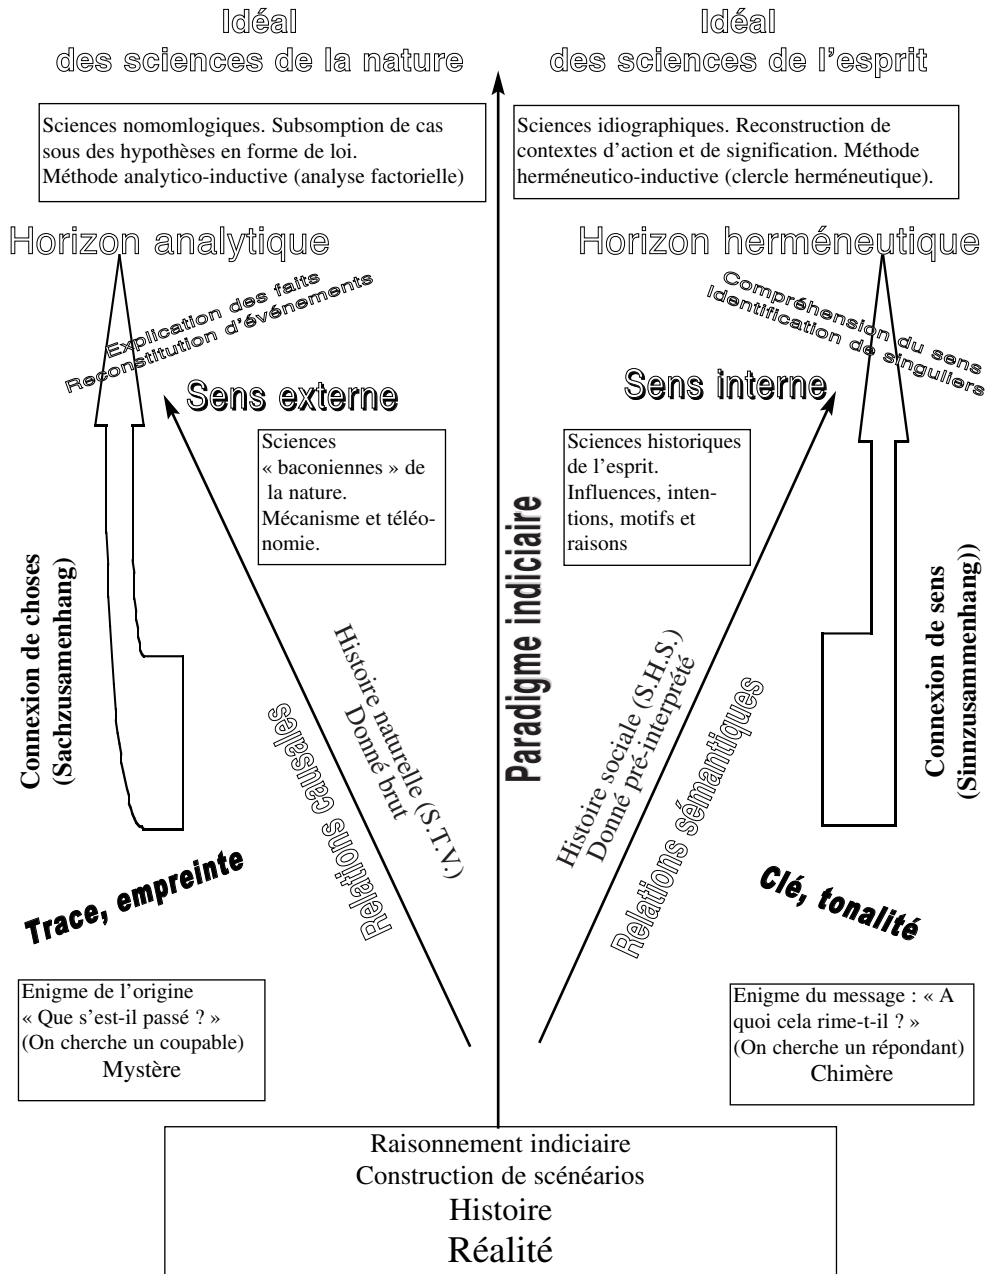 Idéal
des sciences de la nature
Idéal
des sciences de l'esprit
Sciences nomomlogiques. Subsomption de cas
sous des hypothèses en forme de loi.
Méthode analytico-inductive (analyse factorielle)
Sciences idiographiques. Reconstruction de
contextes d'action et de signification. Méthode
herméneutico-inductive (clercle herméneutique).
Horizon analytique
Horizon herméneutique
Explication des faits
Reconstitution d'événements
Compréhension du sens
Identification de singuliers
Sens externe
Sens interne
Sciences
« baconiennes » de
la nature.
Mécanisme et téléo-
nomie.
Sciences historiques
de l'esprit.
Influences, inten-
tions, motifs et
raisons
Paradigme indiciaire
Connexion de choses
(Sachzusamenhang)
Connexion de sens
(Sinnzusammenhang))
Histoire naturelle (S.T.V.)
Donné brut
Relations causales
Histoire sociale (S.H.S.)
Donné pré-interprété
Relations sémantiques
Trace, empreinte
Clé, tonalité
Enigme de l'origine
« Que s'est-il passé ? »
(On cherche un coupable)
Mystère
Enigme du message : « A
quoi cela rime-t-il ? »
(On cherche un répondant)
Chimère
Raisonnement indiciaire
Construction de scénéarios
Histoire
Réalité